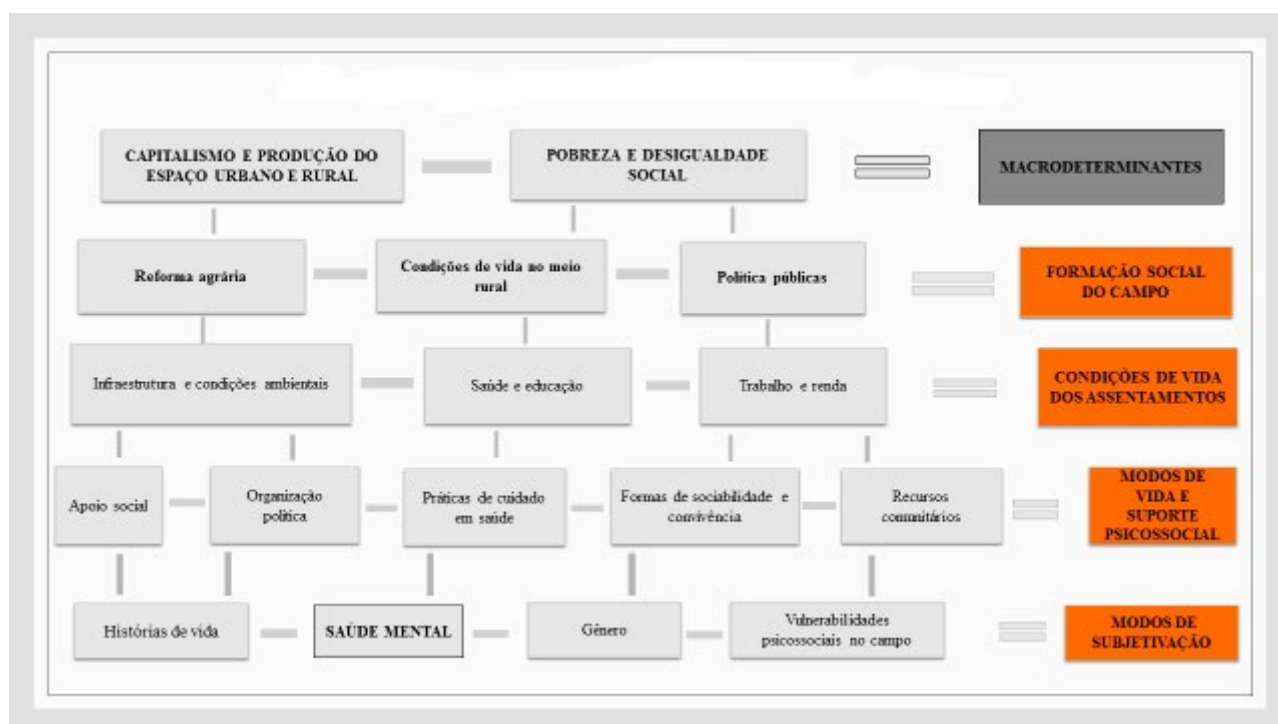 CAPITALISMO E PRODUÇÃO DO
ESPAÇO URBANO E RURAL
POBREZA E DESIGUALDADE
SOCIAL
MACRODETERMINANTES
Reforma agrária
Condições de vida no meio
rural
Política públicas
FORMAÇÃO SOCIAL
DO CAMPO
Infraestrutura e condições ambientais
Saúde e educação
Trabalho e renda
CONDIÇÕES DE VIDA
DOS ASSENTAMENTOS
Apoio social
Organização
política
Práticas de cuidado
em saúde
Formas de sociabilidade e
convivência
Recursos
comunitários
MODOS DE
VIDA E
SUPORTE
PSICOSSOCIAL
Histórias de vida
SAÚDE MENTAL
Gênero
Vulnerabilidades
psicossociais no campo
MODOS DE
SUBJETIVAÇÃO